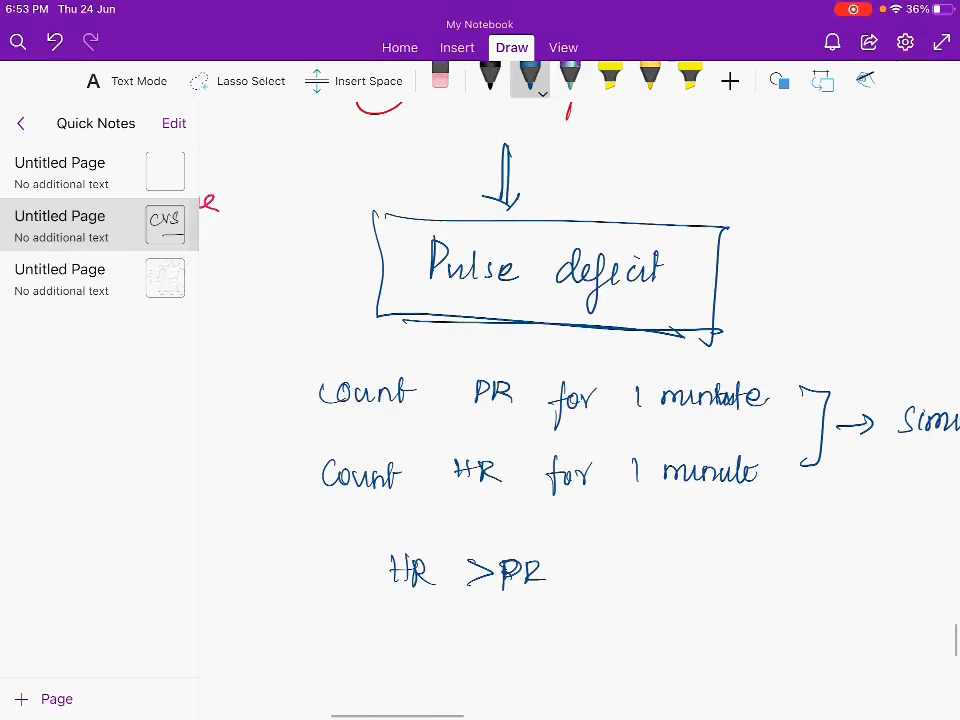 6:53 PM Thu 24 Jun 36%
My Notebook
Home Insert Draw View
Text Mode Lasso Select Insert Space
Quick Notes Edit
Untitled Page
No additional text
Untitled Page
No additional text
CNS
Untitled Page
No additional text
e
Pulse deficit
Count PR for 1 minute
→ Simu
Count HR for 1 minute
HR > PR
+ Page